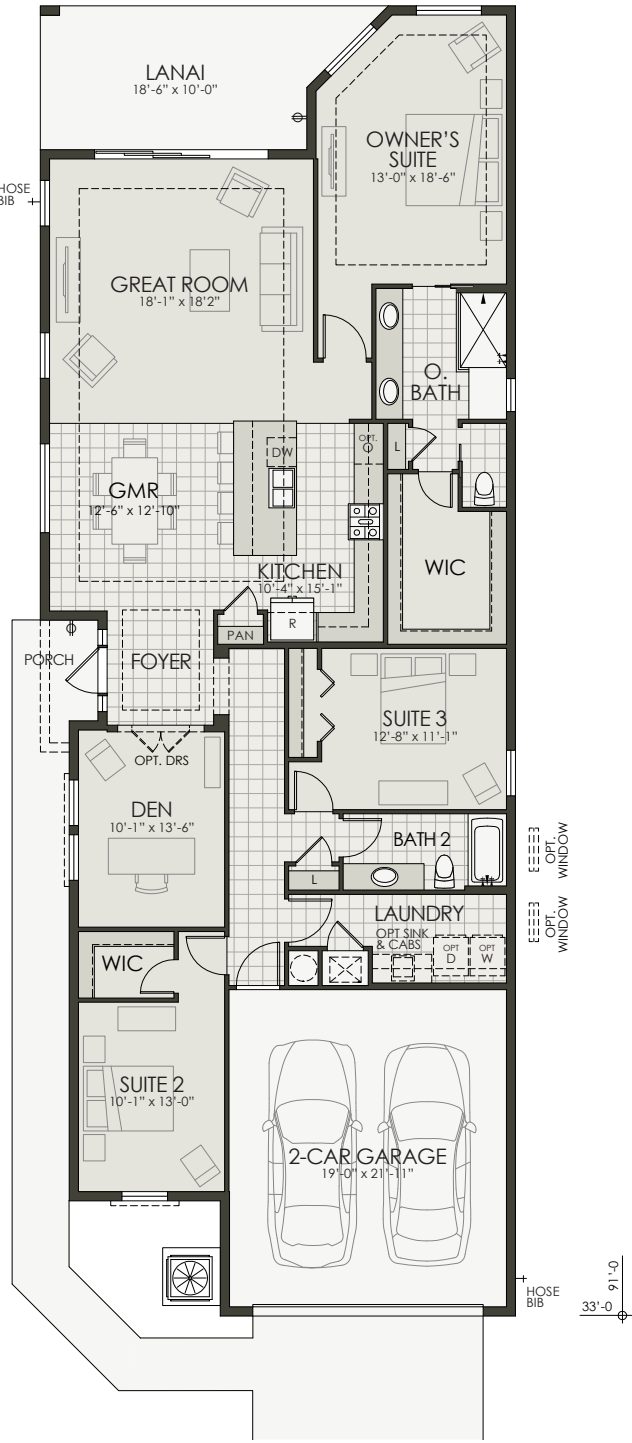 LANAI
18'-6" x 10'-0"
OWNER'S
SUITE
13'-0" x 18'-6"
HOSE
BIB
GREAT ROOM
18'-1" x 18'2"
O.
BATH
OPT.
O
L
DW
GMR
12'-6" x 12'-10"
KITCHEN
10'-4" x 15'-1"
WIC
R
PAN
PORCH
FOYER
SUITE 3
12'-8" x 11'-1"
OPT. DRS
DEN
10'-1" x 13'-6"
BATH 2
OPT.
WINDOW
L
LAUNDRY
OPT SINK
& CABS
OPT
D
OPT
W
OPT.
WINDOW
WIC
SUITE 2
10'-1" x 13'-0"
2-CAR GARAGE
19'-0" x 21'-11"
HOSE
BIB
91'-0
33'-0